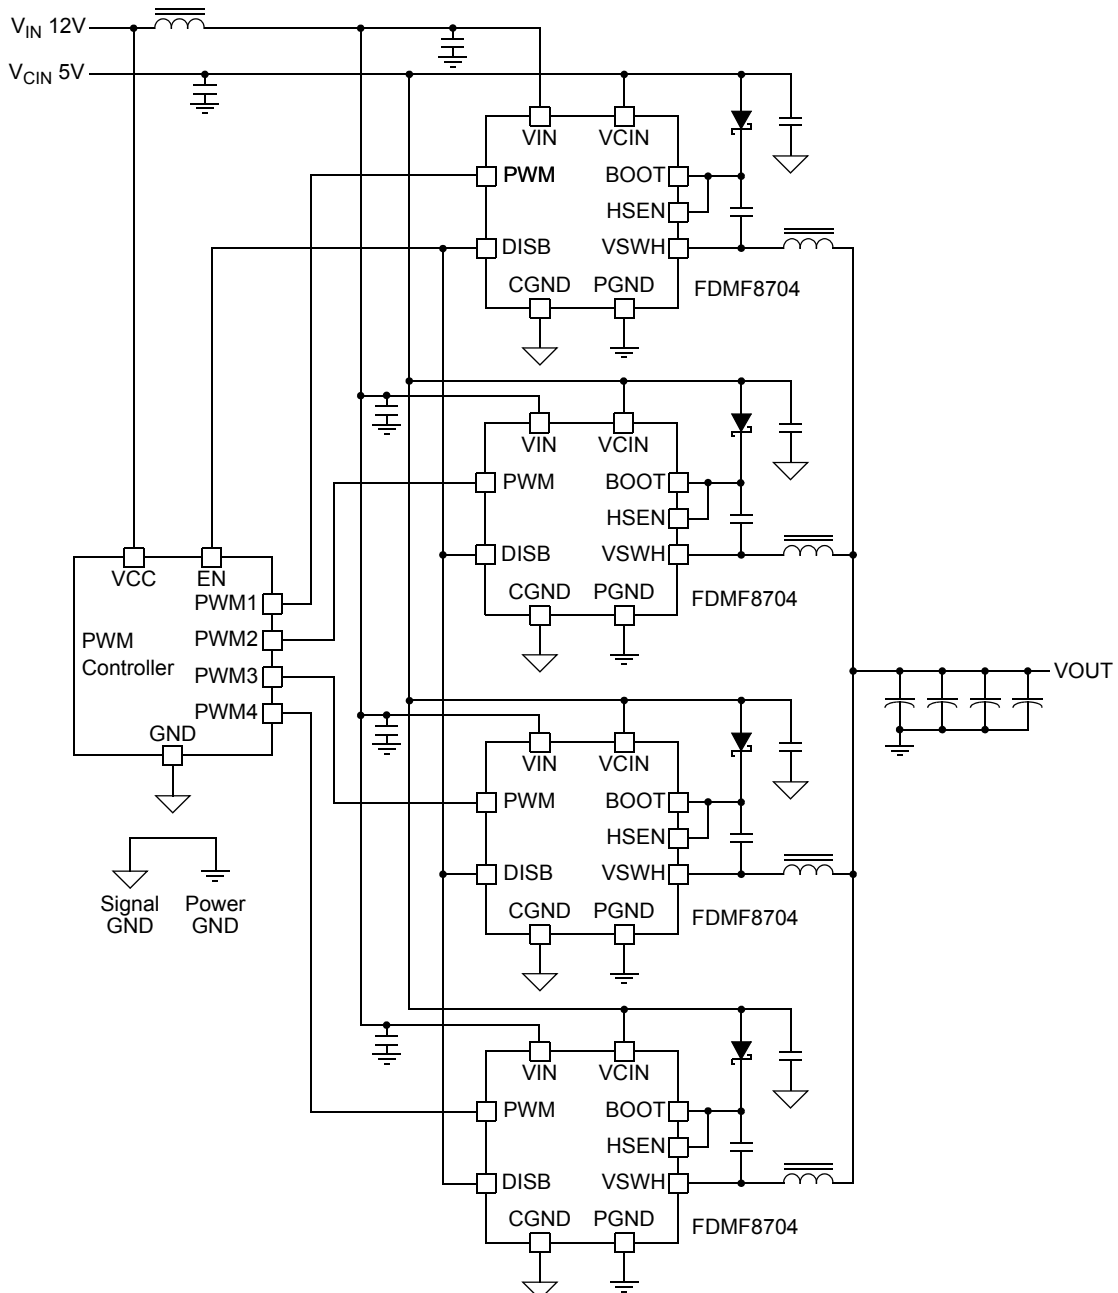 VIN 12V
VCIN 5V
VIN
VCIN
PWM
BOOT
HSEN
DISB
VSWH
CGND
PGND
FDMF8704
VIN
VCIN
PWM
BOOT
HSEN
DISB
VSWH
CGND
PGND
FDMF8704
VCC
EN
PWM1
PWM Controller
PWM2
PWM3
PWM4
GND
VOUT
VIN
VCIN
PWM
BOOT
HSEN
DISB
VSWH
CGND
PGND
FDMF8704
Signal GND
Power GND
VIN
VCIN
PWM
BOOT
HSEN
DISB
VSWH
CGND
PGND
FDMF8704